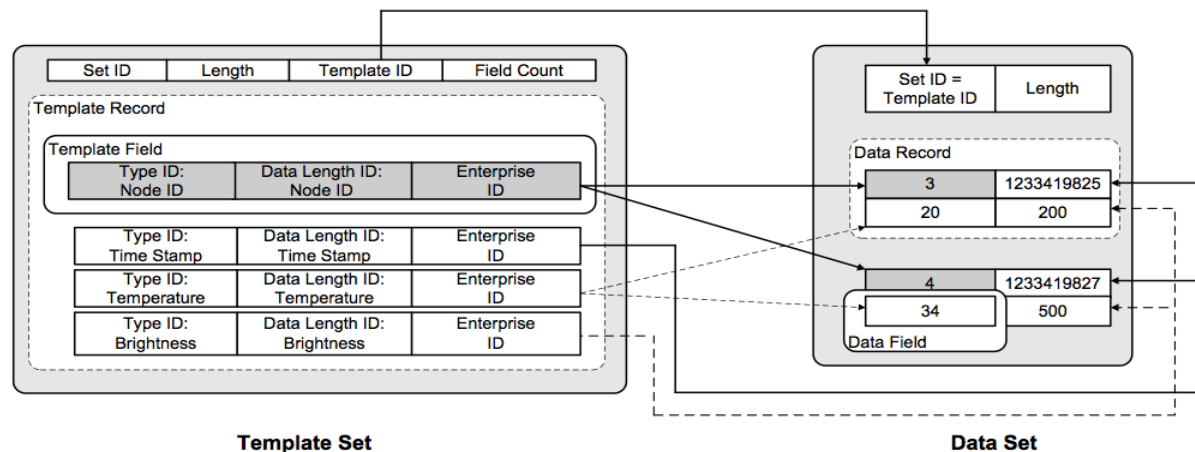 Set ID Length Template ID Field Count
Template Record
Template Field
Type ID:
Node ID
Data Length ID:
Node ID
Enterprise
ID
Type ID:
Time Stamp
Data Length ID:
Time Stamp
Enterprise
ID
Type ID:
Temperature
Data Length ID:
Temperature
Enterprise
ID
Type ID:
Brightness
Data Length ID:
Brightness
Enterprise
ID
Template Set
Set ID =
Template ID
Length
Data Record
3 1233419825
20 200
4 1233419827
34 500
Data Field
Data Set